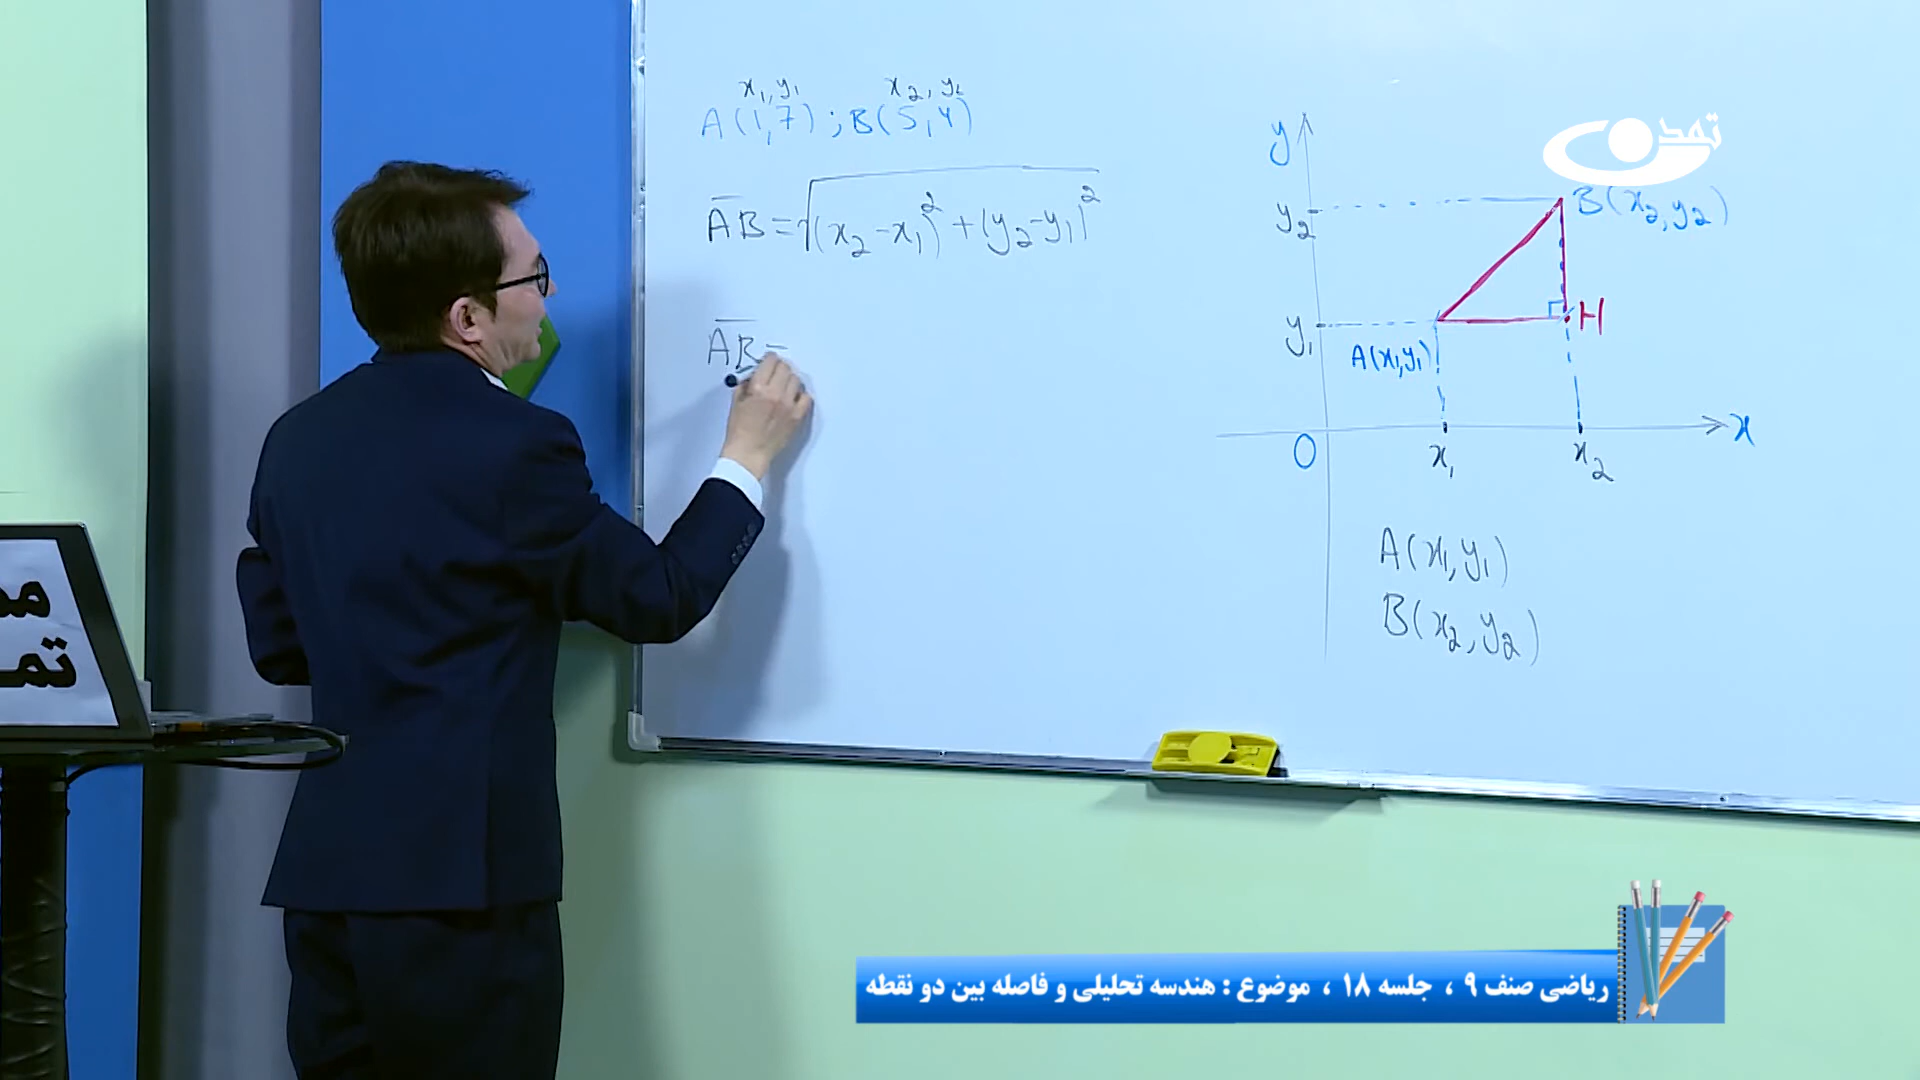 x₁, y₁ x₂, y₂
A(1,7) ; B(5,4)
AB = √(x₂-x₁)² + (y₂-y₁)²
AB =
تمدن
y
y₂
B(x₂,y₂)
y₁
H
A(x₁,y₁)
O
x₁
x₂
x
A(x₁,y₁)
B(x₂,y₂)
ریاضی صنف ۹ ، جلسه ۱۸ ، موضوع : هندسه تحلیلی و فاصله بین دو نقطه